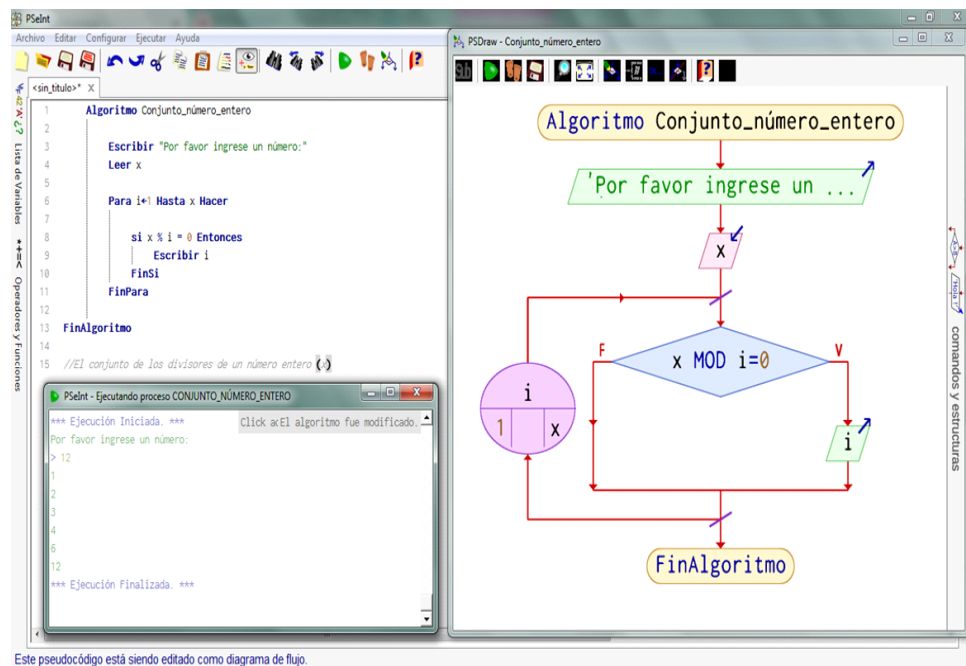 PSeInt
Archivo Editar Configurar Ejecutar Ayuda
<sin_titulo>* X
1 Algoritmo Conjunto_número_entero
2
3 Escribir "Por favor ingrese un número:"
4 Leer x
5
6 Para i←1 Hasta x Hacer
7
8 si x % i = 0 Entonces
9 Escribir i
10 FinSi
11 FinPara
12
13 FinAlgoritmo
14
15 //El conjunto de los divisores de un número entero (x)
Lista de Variables
*+=< Operadores y Funciones
PSeInt - Ejecutando proceso CONJUNTO_NÚMERO_ENTERO
*** Ejecución Iniciada. ***
Click acEl algoritmo fue modificado.
Por favor ingrese un número:
> 12
1
2
3
4
6
12
*** Ejecución Finalizada. ***
PSDraw - Conjunto_número_entero
Algoritmo Conjunto_número_entero
'Por favor ingrese un ...
x
x MOD i=0
F
V
i
1
x
i
FinAlgoritmo
comandos y estructuras
Este pseudocódigo está siendo editado como diagrama de flujo.